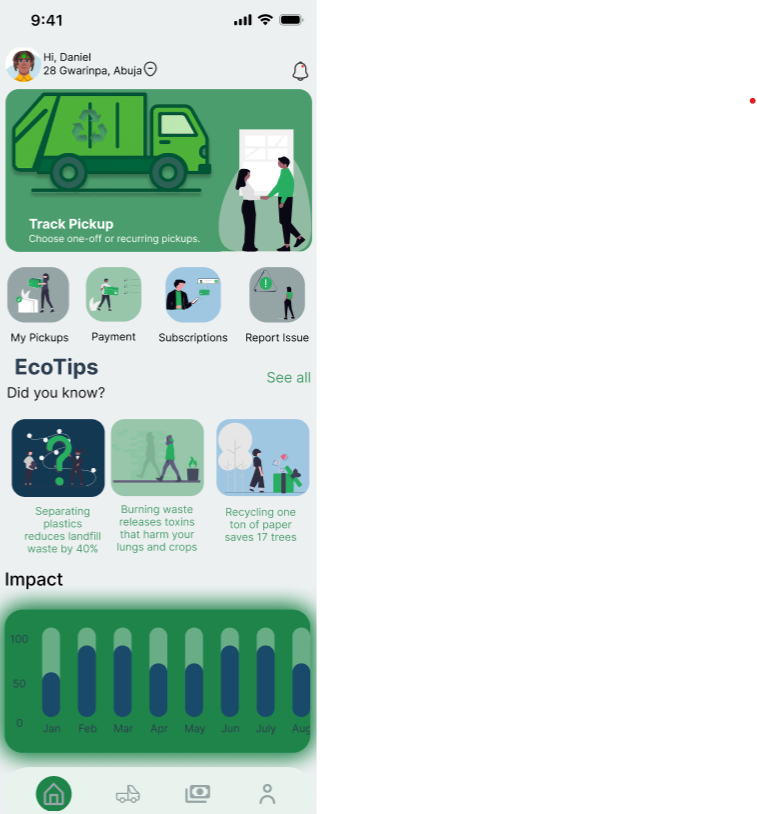 9:41
Hi, Daniel
28 Gwarinpa, Abuja
Track Pickup
Choose one-off or recurring pickups.
My Pickups
Payment
Subscriptions
Report Issue
EcoTips
See all
Did you know?
Separating
plastics
reduces landfill
waste by 40%
Burning waste
releases toxins
that harm your
lungs and crops
Recycling one
ton of paper
saves 17 trees
Impact
100
50
0
Jan
Feb
Mar
Apr
May
Jun
July
Aug